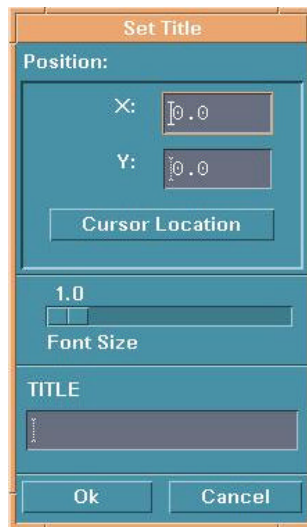 Set Title
Position:
X: 0.0
Y: 0.0
Cursor Location
1.0
Font Size
TITLE
Ok Cancel